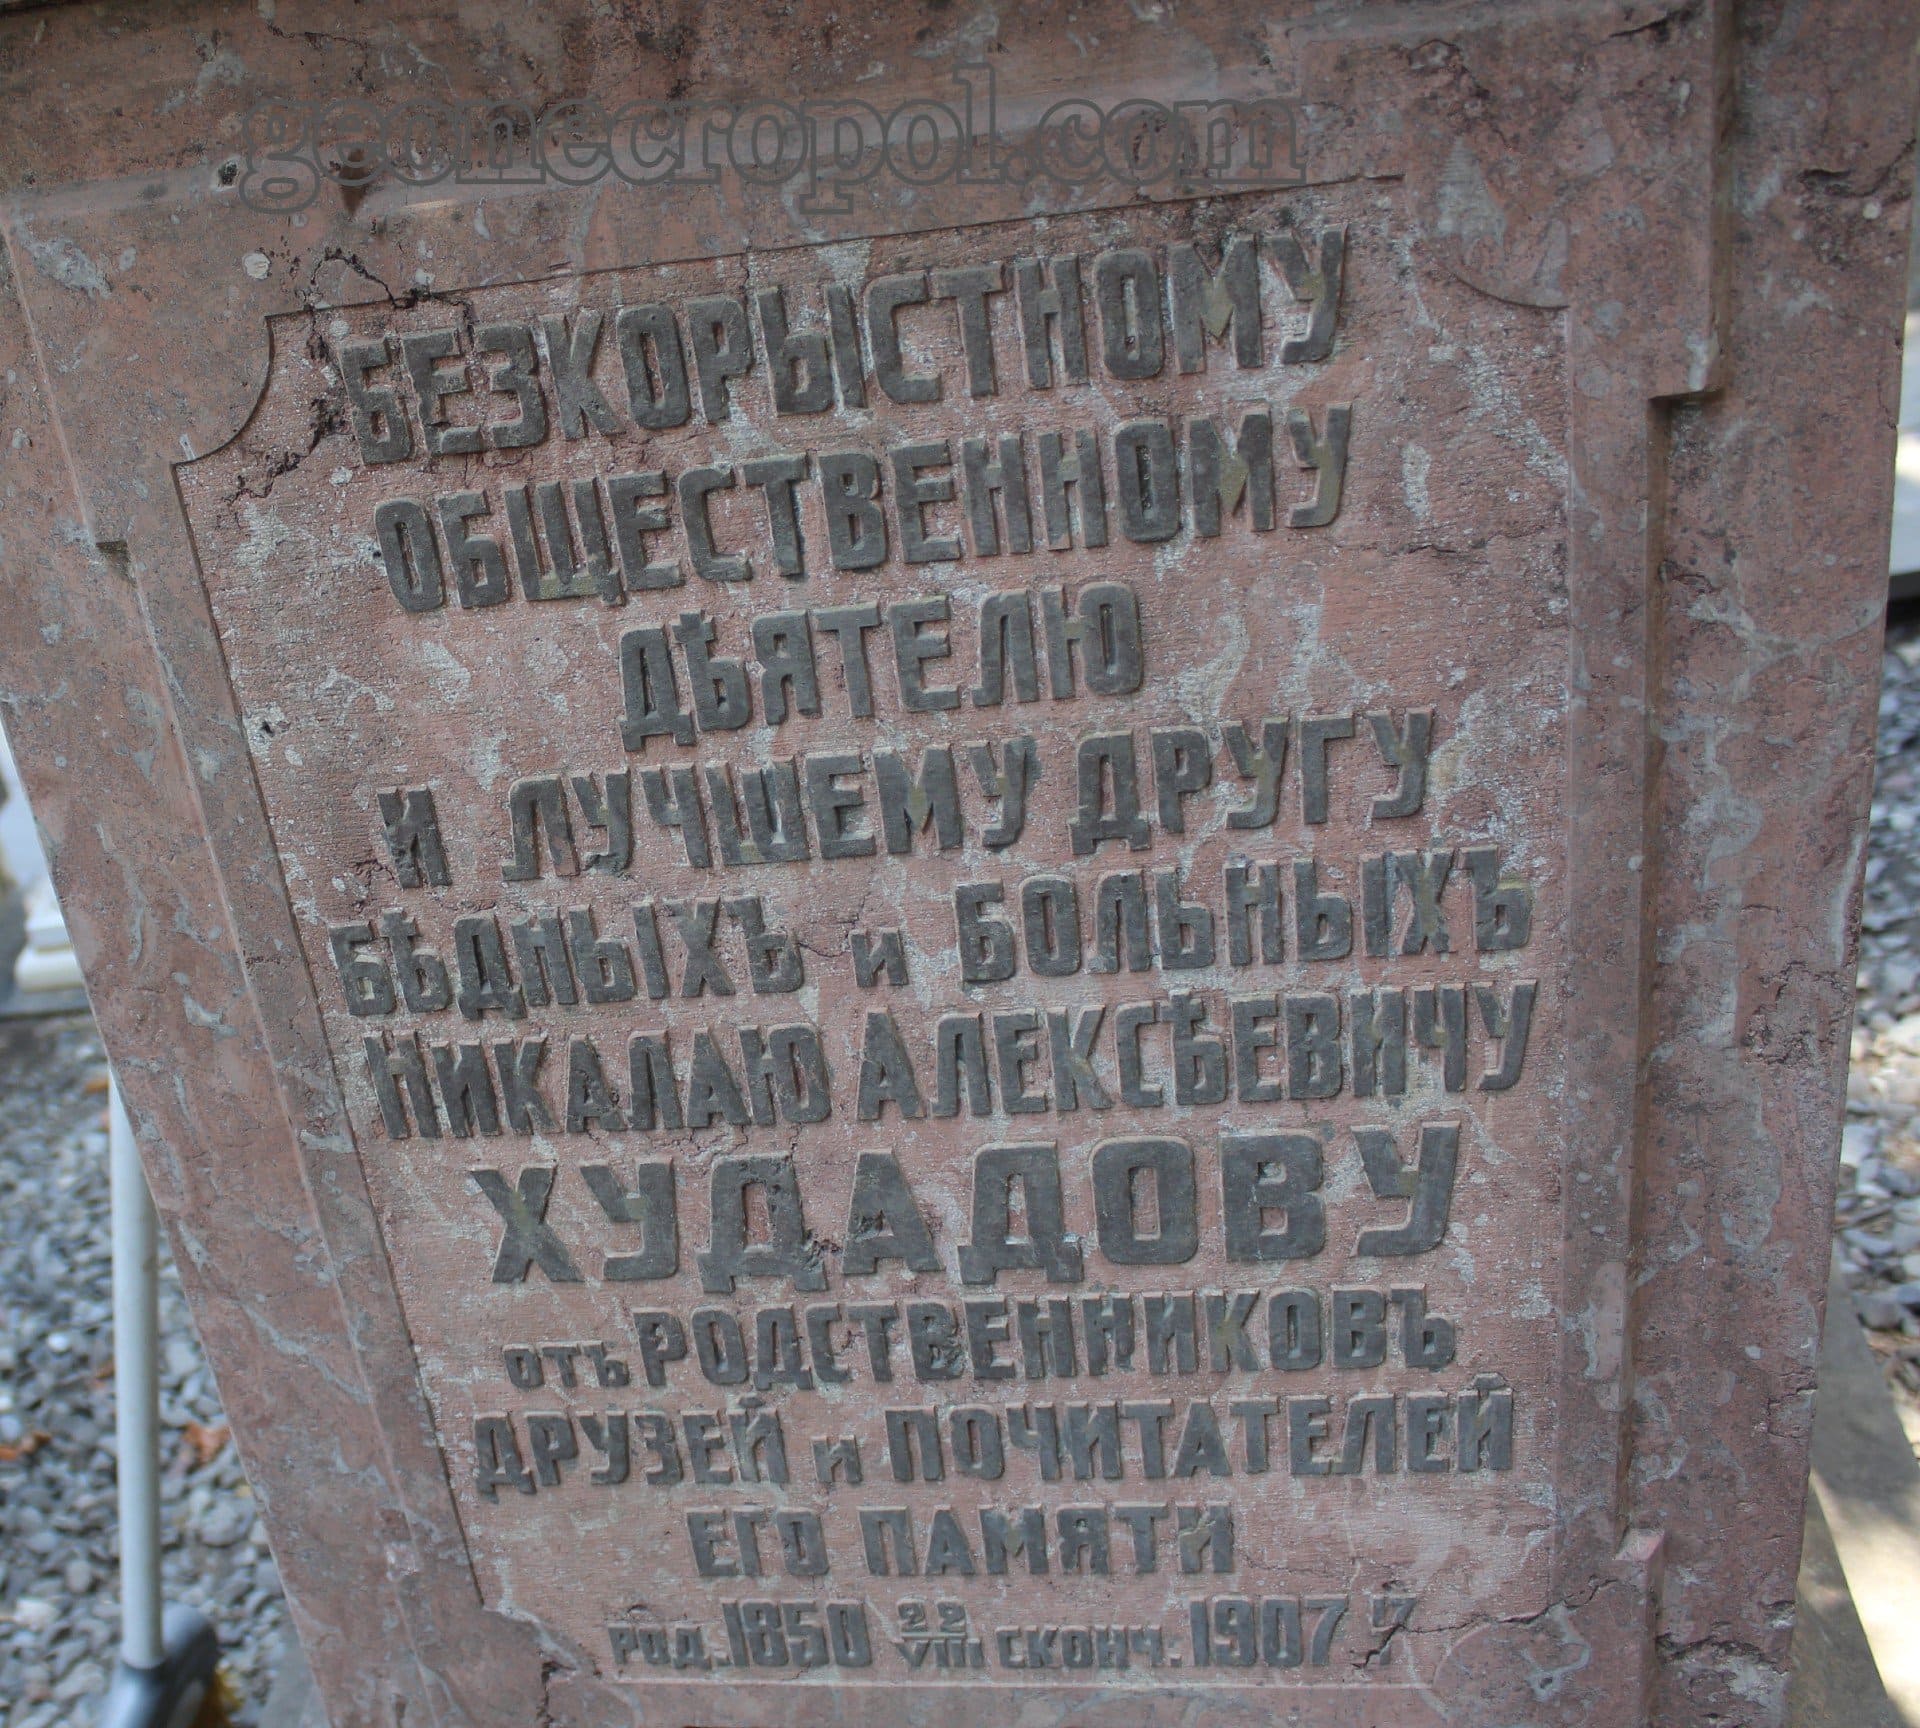 geonecropol.com
БЕЗКОРЫСТНОМУ
ОБЩЕСТВЕННОМУ
ДѢЯТЕЛЮ
И ЛУЧШЕМУ ДРУГУ
БѢДНЫХЪ и БОЛЬНЫХЪ
НИКАЛАЮ АЛЕКСѢЕВИЧУ
ХУДАДОВУ
отъ РОДСТВЕННИКОВЪ
ДРУЗЕЙ и ПОЧИТАТЕЛЕЙ
ЕГО ПАМЯТИ
РОД. 1850 22/VIII СКОНЧ. 1907